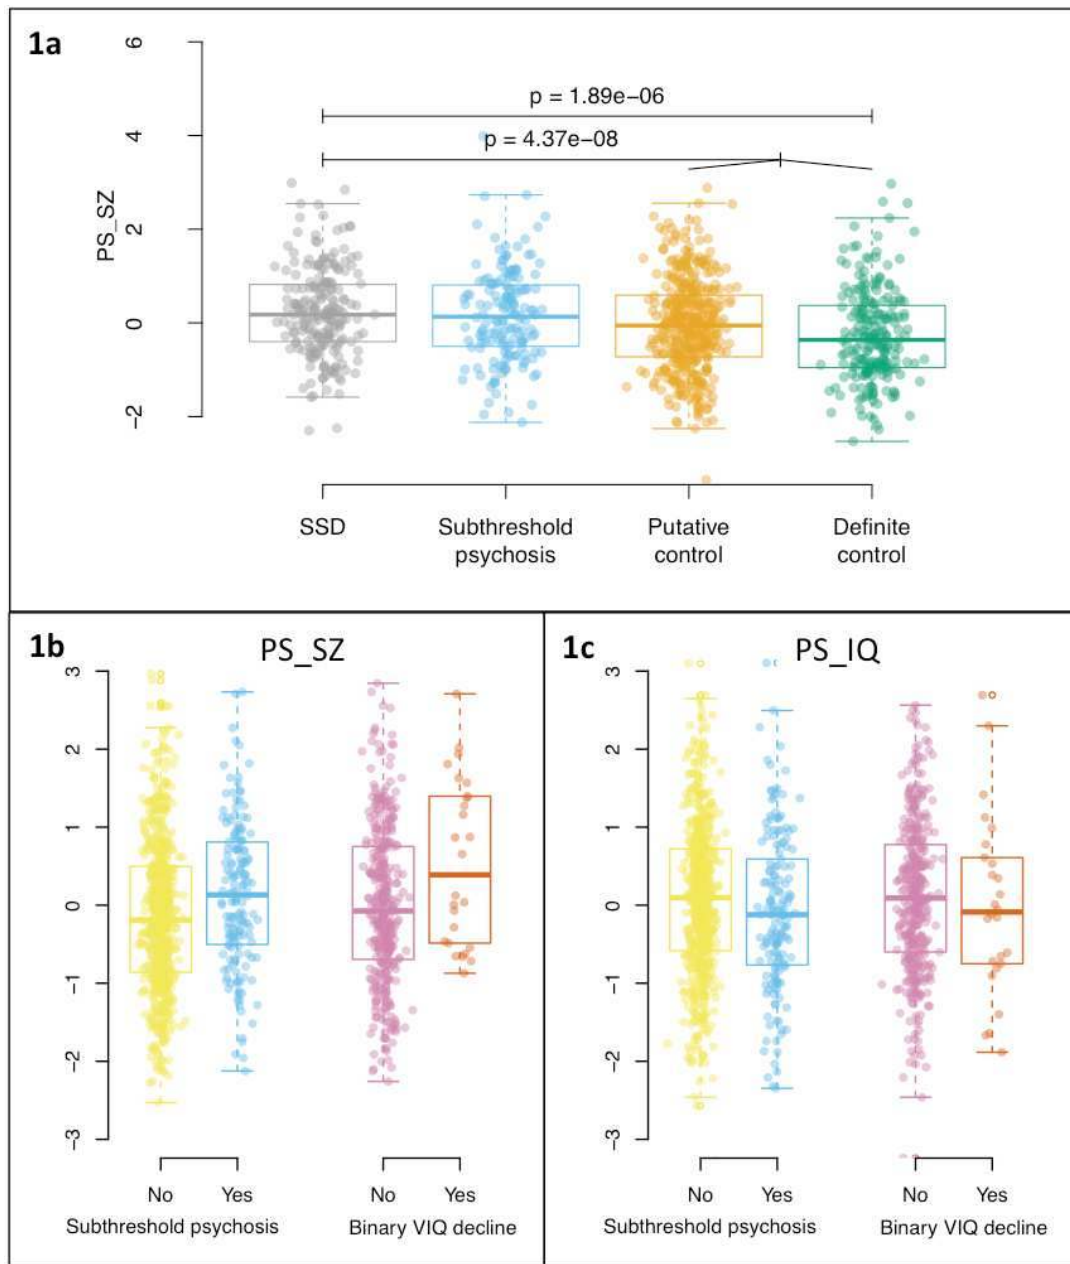 1a
6
4
2
0
−2
PS_SZ
p = 1.89e−06
p = 4.37e−08
SSD
Subthreshold
psychosis
Putative
control
Definite
control
1b
PS_SZ
3
2
1
0
−1
−2
−3
No Yes No Yes
Subthreshold psychosis Binary VIQ decline
1c
PS_IQ
3
2
1
0
−1
−2
−3
No Yes No Yes
Subthreshold psychosis Binary VIQ decline